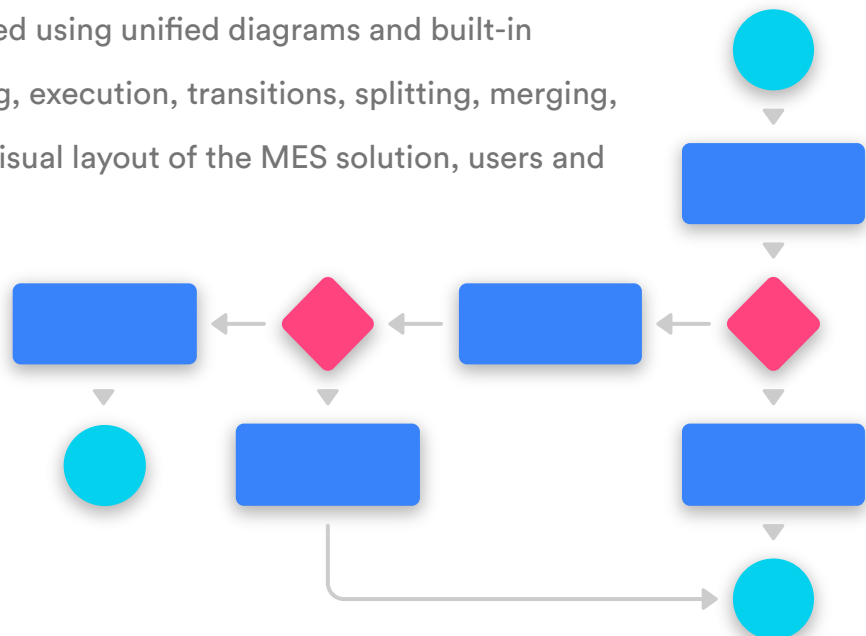 ed using unified diagrams and built-in
g, execution, transitions, splitting, merging,
isual layout of the MES solution, users and